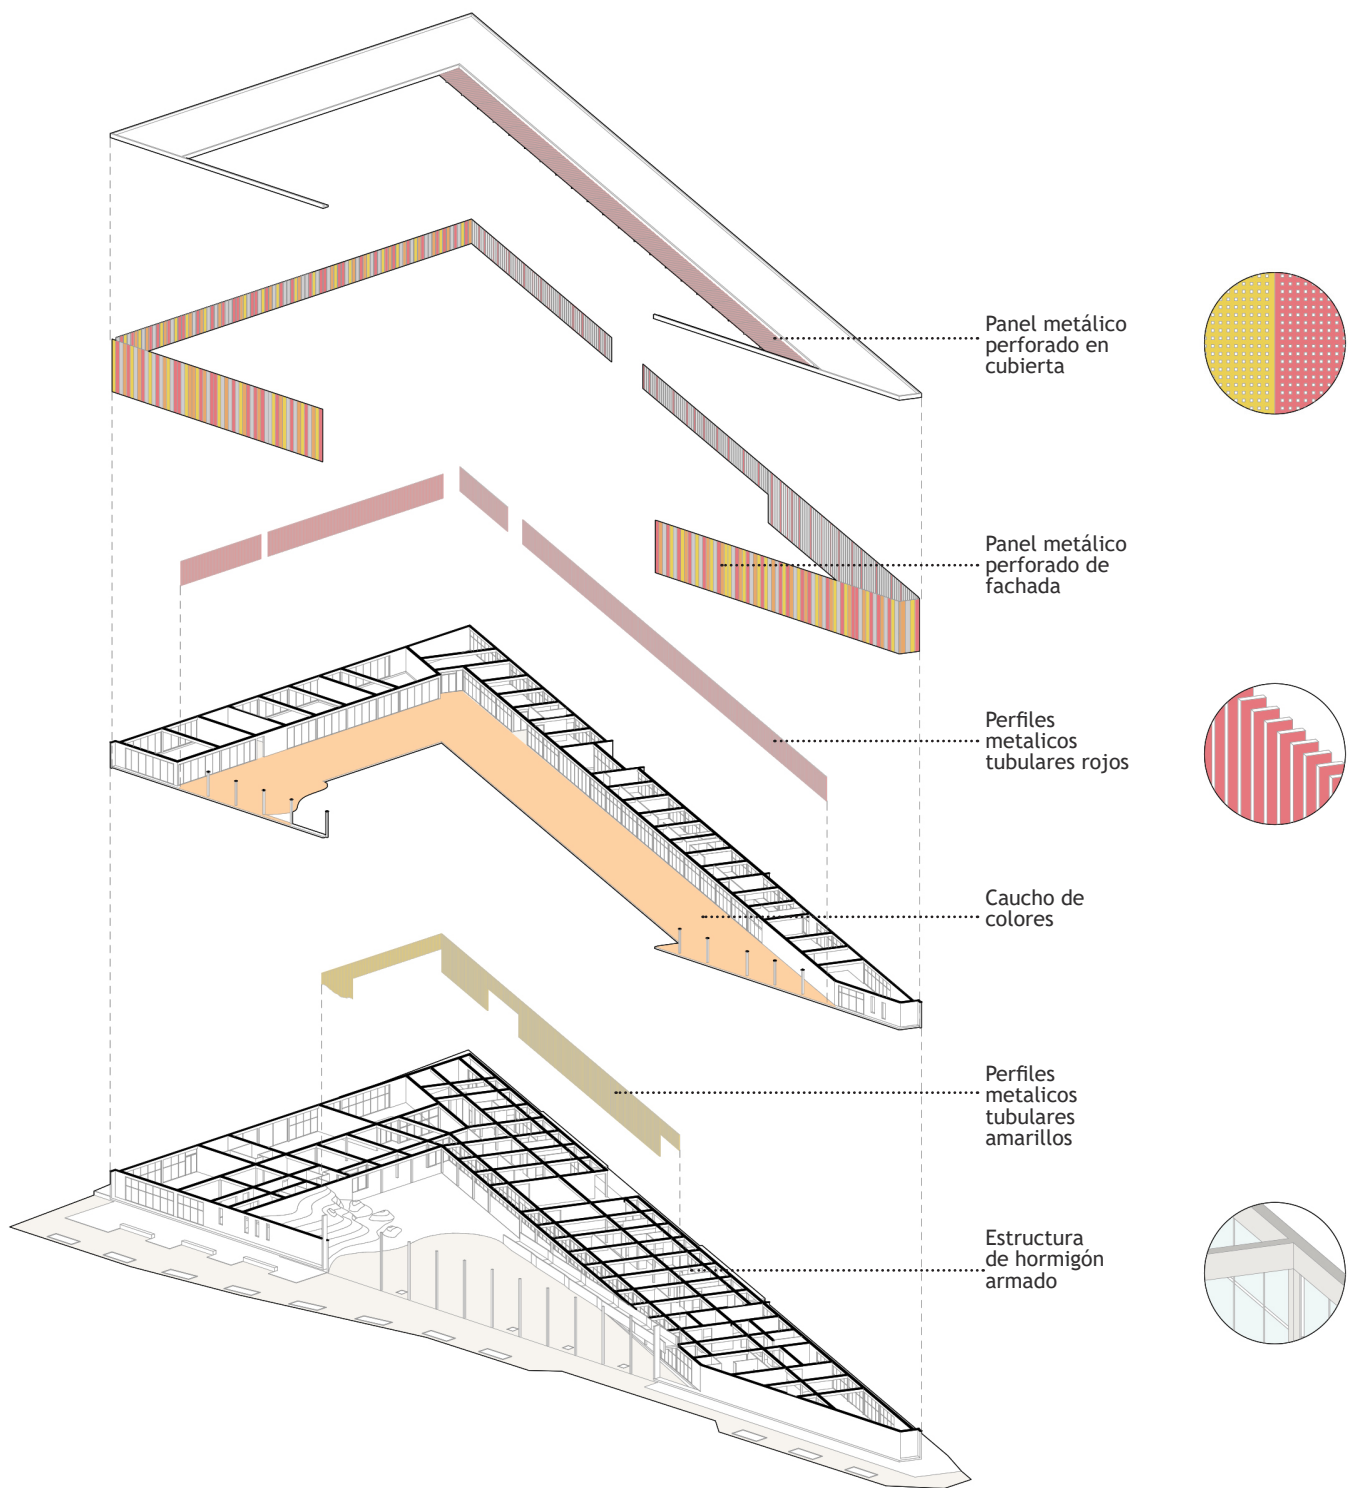 Panel metálico
perforado en
cubierta
Panel metálico
perforado de
fachada
Perfiles
metalicos
tubulares rojos
Caucho de
colores
Perfiles
metalicos
tubulares
amarillos
Estructura
de hormigón
armado